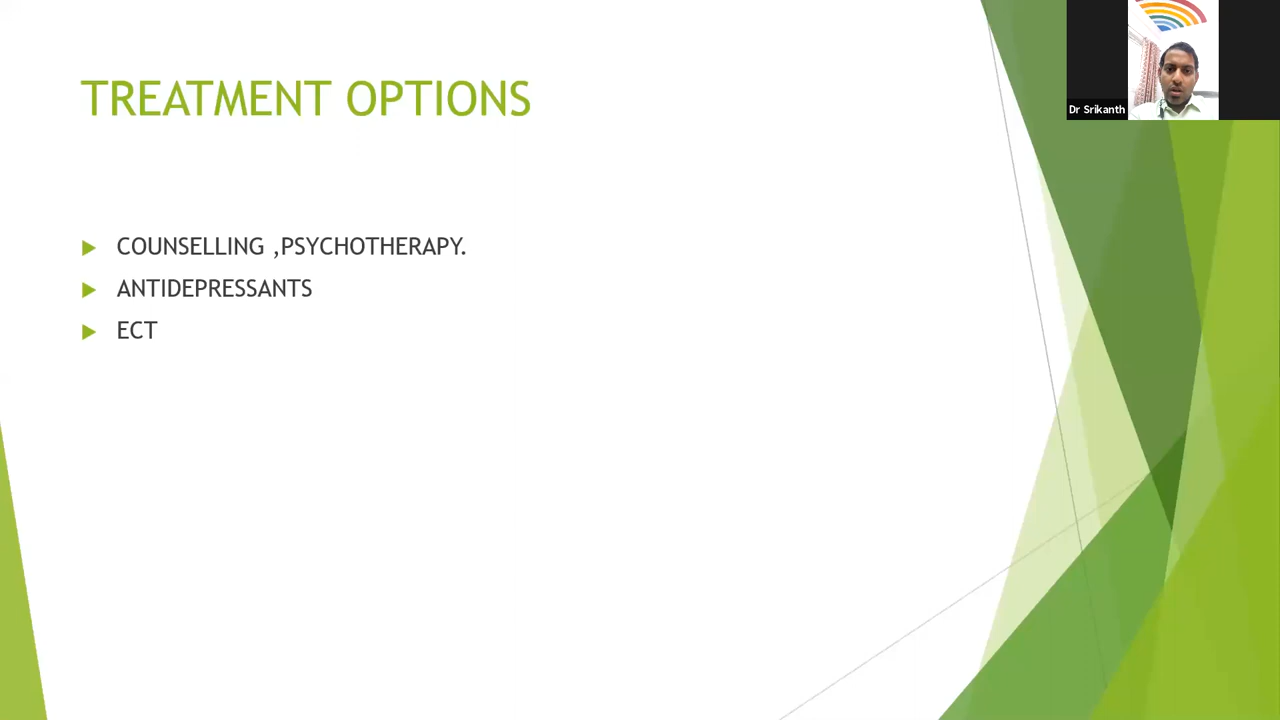 TREATMENT OPTIONS
Dr Srikanth
COUNSELLING ,PSYCHOTHERAPY.
ANTIDEPRESSANTS
ECT